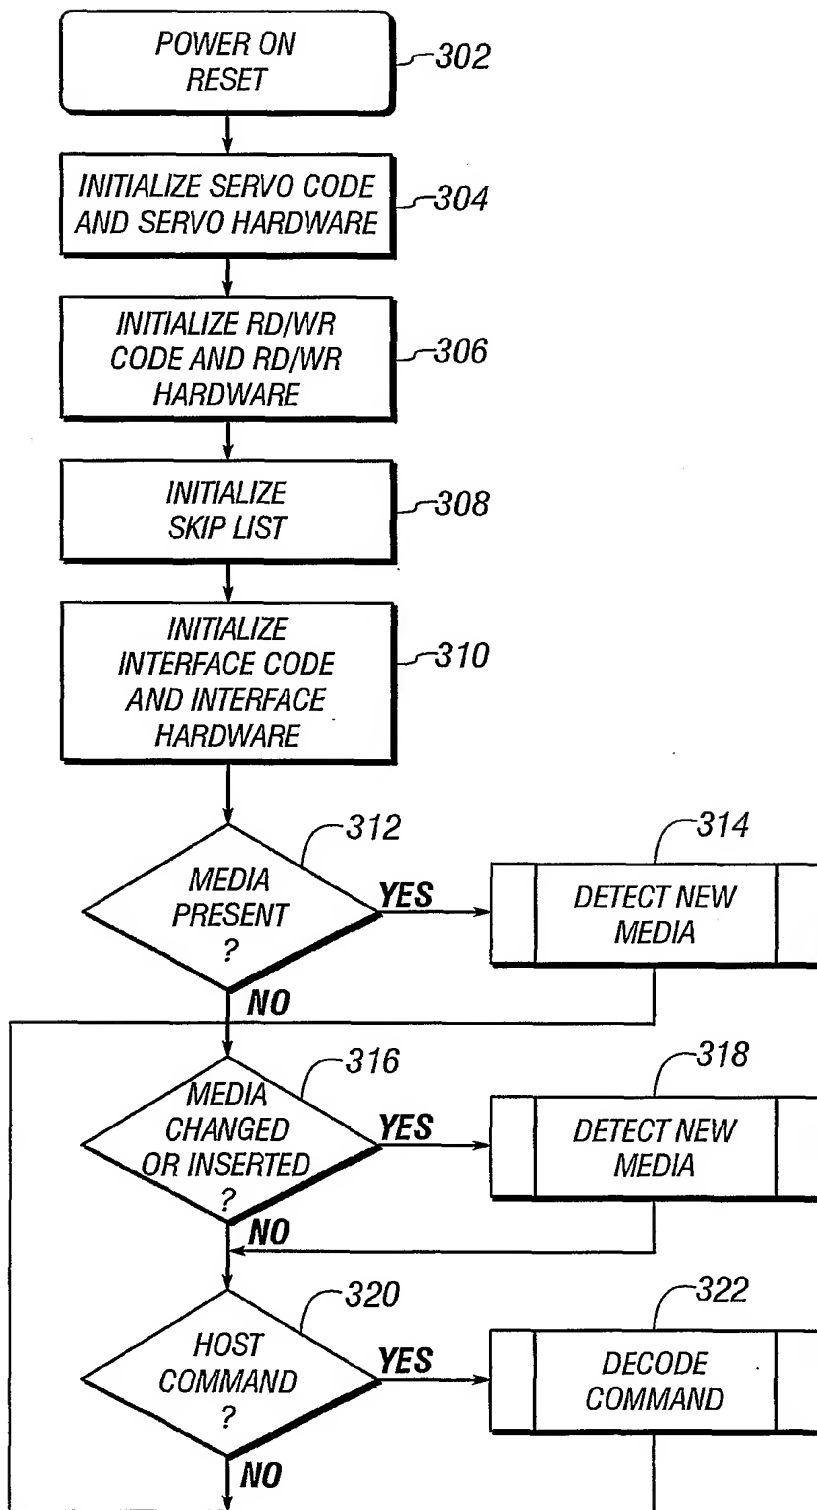 POWER ON
RESET
302
INITIALIZE SERVO CODE
AND SERVO HARDWARE
304
INITIALIZE RD/WR
CODE AND RD/WR
HARDWARE
306
INITIALIZE
SKIP LIST
308
INITIALIZE
INTERFACE CODE
AND INTERFACE
HARDWARE
310
312
MEDIA
PRESENT
?
YES
314
DETECT NEW
MEDIA
NO
316
MEDIA
CHANGED
OR INSERTED
?
YES
318
DETECT NEW
MEDIA
NO
320
HOST
COMMAND
?
YES
322
DECODE
COMMAND
NO